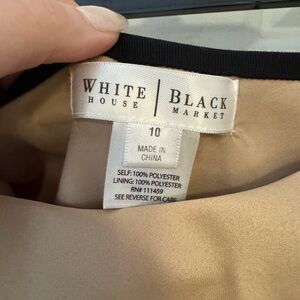 WHITE | BLACK
HOUSE | MARKET
10
MADE IN
CHINA
SELF: 100% POLYESTER
LINING: 100% POLYESTER
RN# 111459
SEE REVERSE FOR CARE